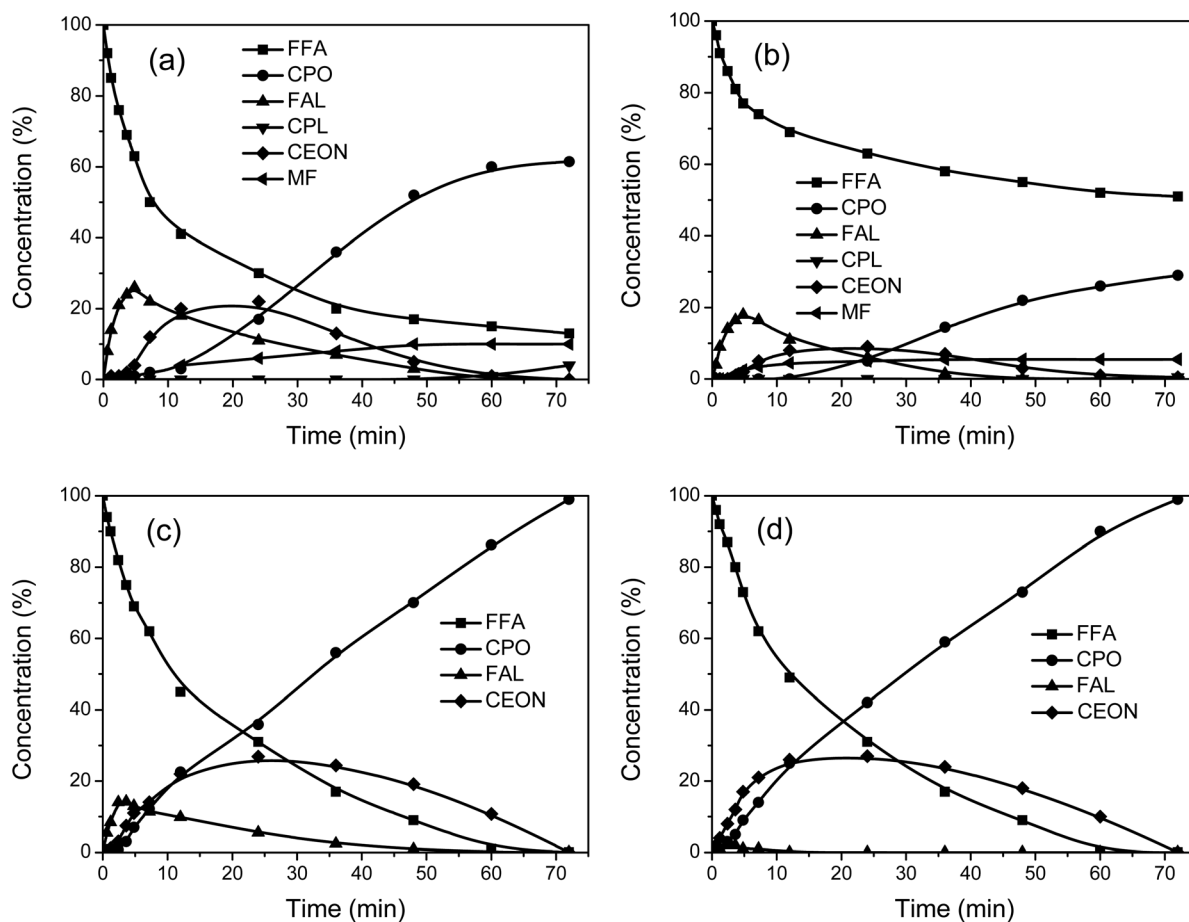 (a)
FFA
CPO
FAL
CPL
CEON
MF
Concentration (%)
100
80
60
40
20
0
0 10 20 30 40 50 60 70
Time (min)
(b)
FFA
CPO
FAL
CPL
CEON
MF
Concentration (%)
100
80
60
40
20
0
0 10 20 30 40 50 60 70
Time (min)
(c)
FFA
CPO
FAL
CEON
Concentration (%)
100
80
60
40
20
0
0 10 20 30 40 50 60 70
Time (min)
(d)
FFA
CPO
FAL
CEON
Concentration (%)
100
80
60
40
20
0
0 10 20 30 40 50 60 70
Time (min)